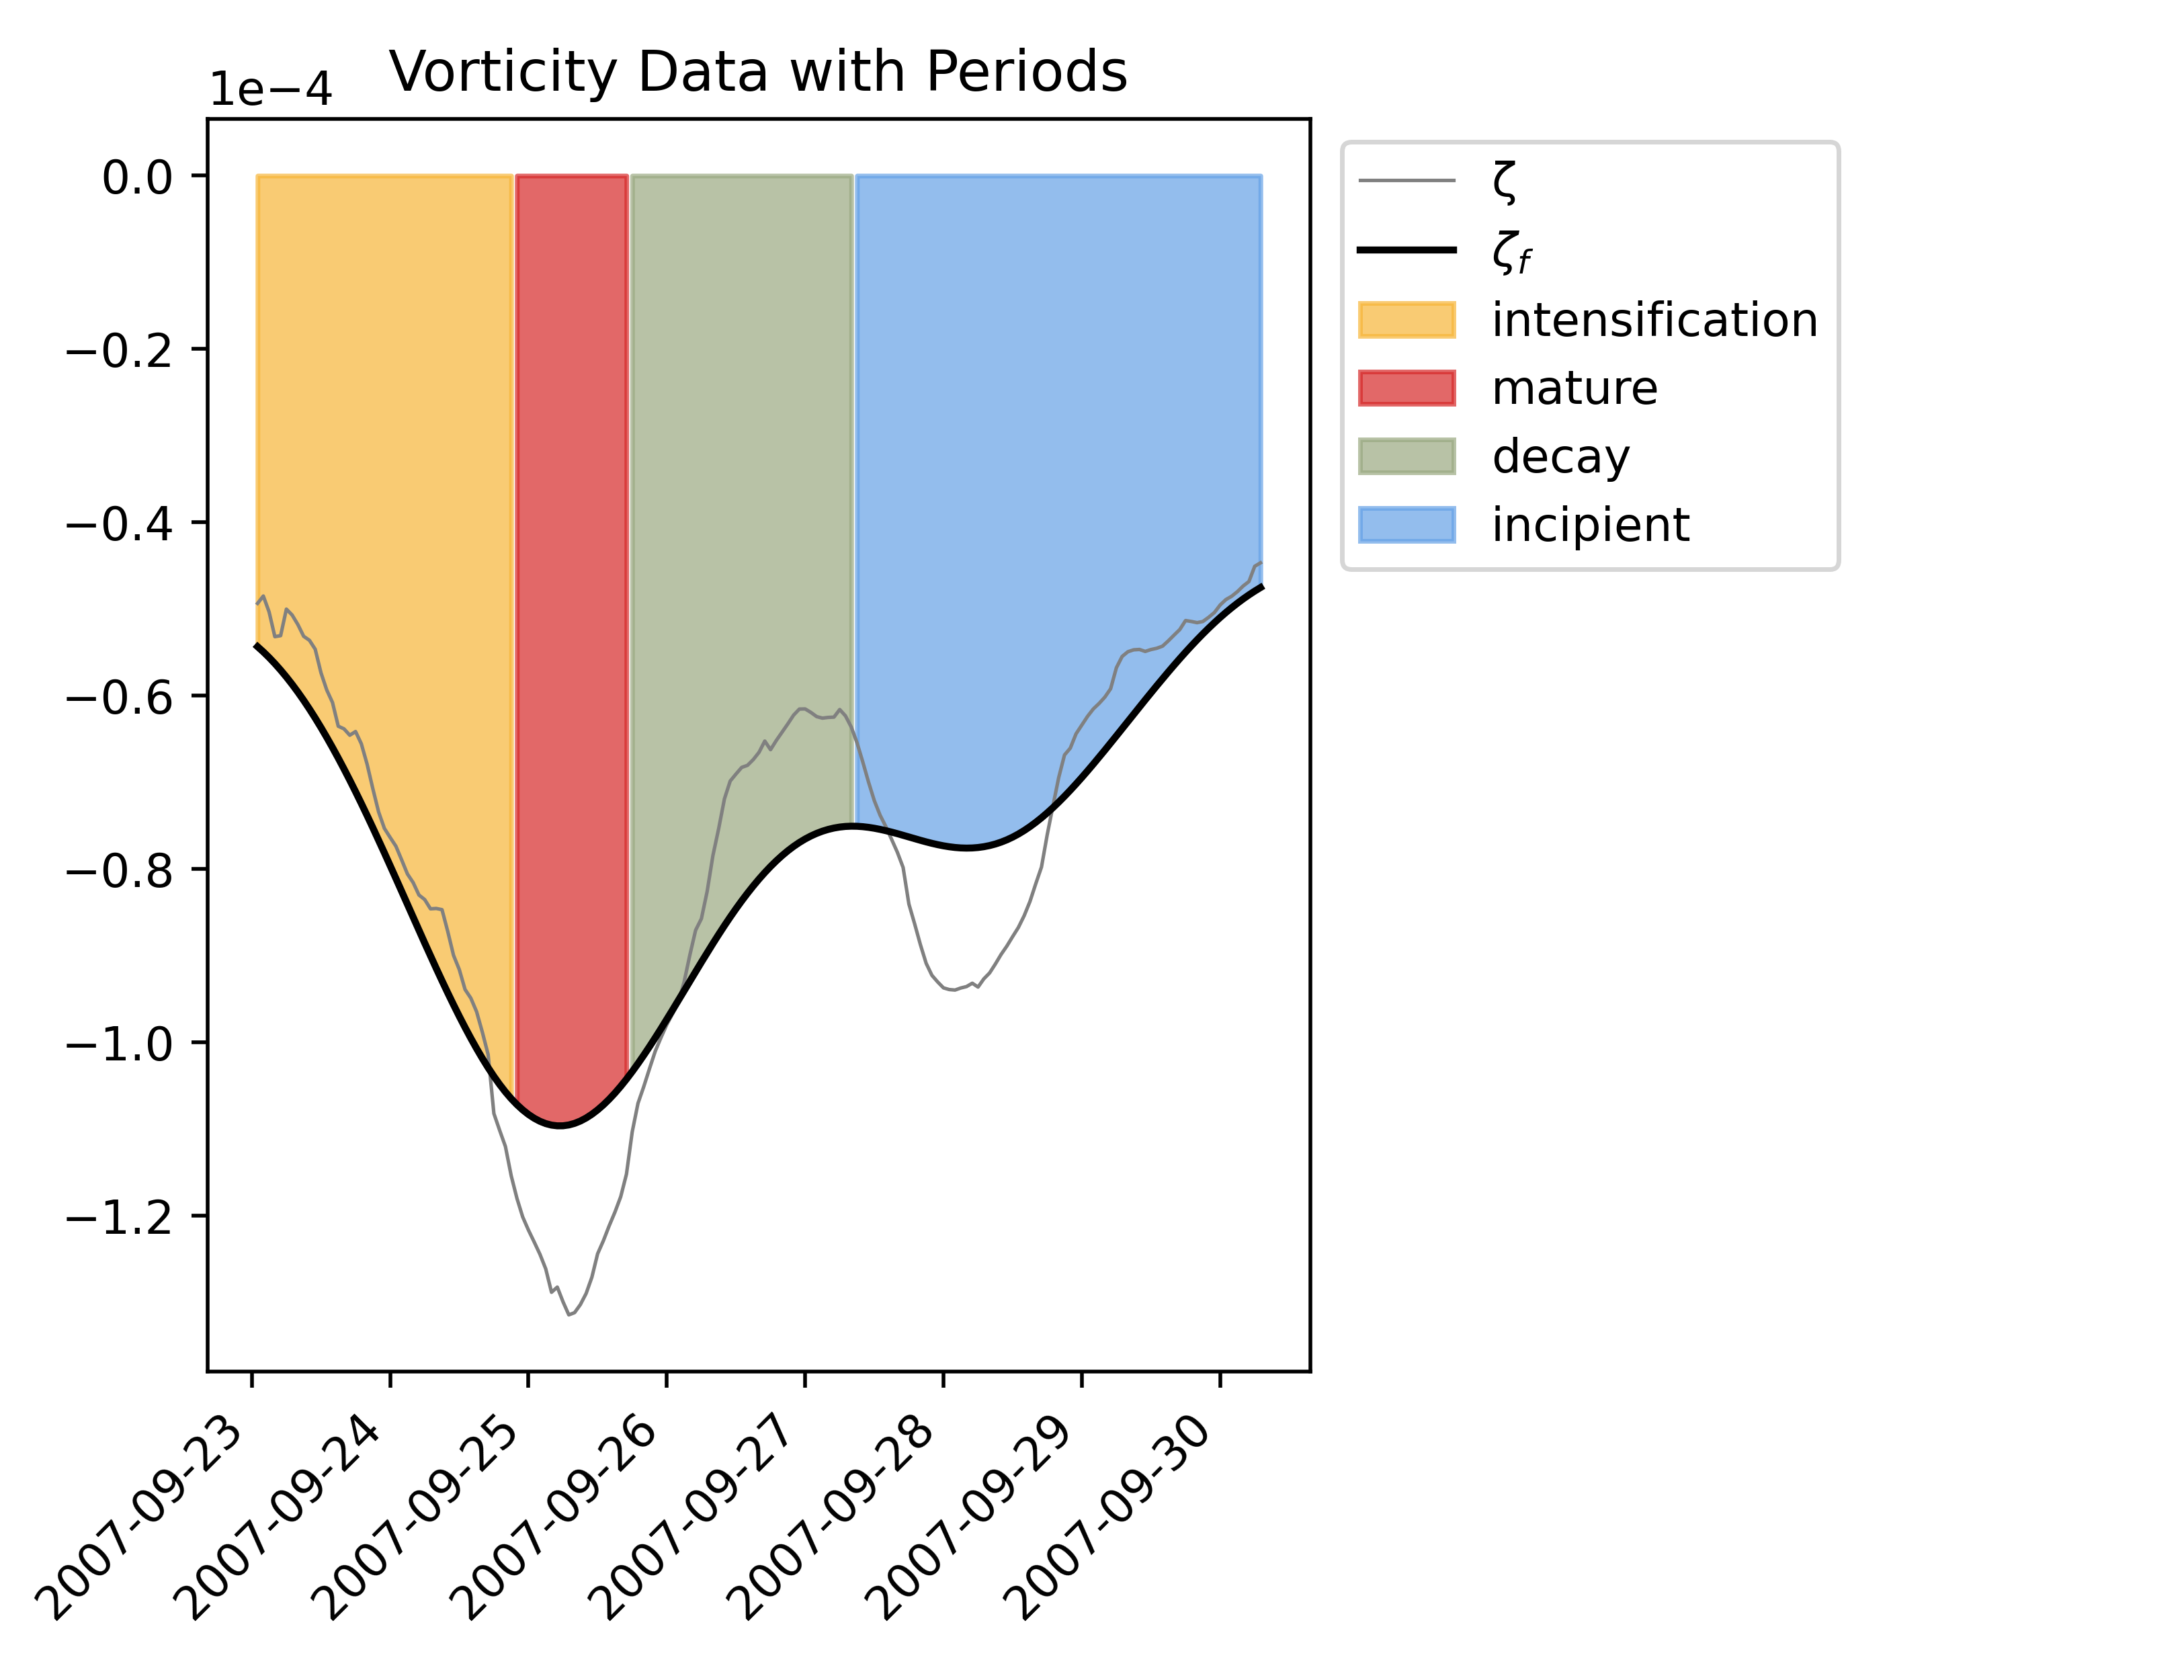 Vorticity Data with Periods
1e−4
0.0
−0.2
−0.4
−0.6
−0.8
−1.0
−1.2
2007-09-23
2007-09-24
2007-09-25
2007-09-26
2007-09-27
2007-09-28
2007-09-29
2007-09-30
ζ
ζf
intensification
mature
decay
incipient